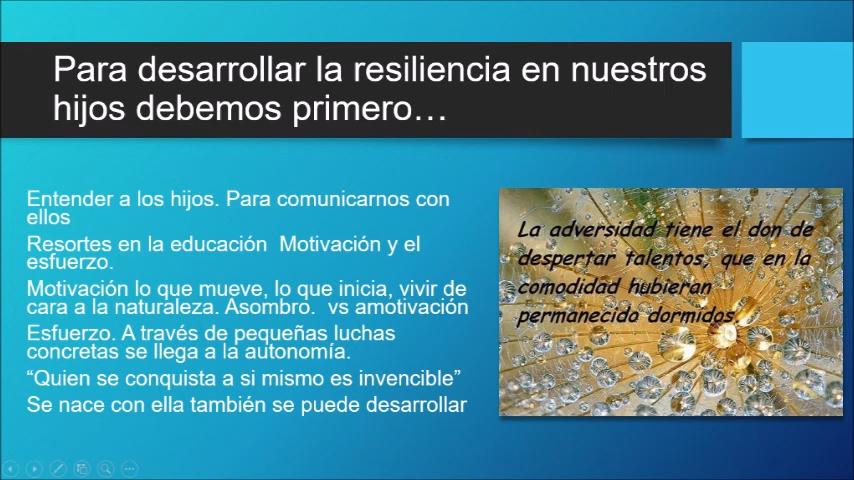 Para desarrollar la resiliencia en nuestros
hijos debemos primero…
Entender a los hijos. Para comunicarnos con
ellos
Resortes en la educación  Motivación y el
esfuerzo.
Motivación lo que mueve, lo que inicia, vivir de
cara a la naturaleza. Asombro.  vs amotivación
Esfuerzo. A través de pequeñas luchas
concretas se llega a la autonomía.
“Quien se conquista a si mismo es invencible”
Se nace con ella también se puede desarrollar
La adversidad tiene el don de
despertar talentos, que en la
comodidad hubieran
permanecido dormidos